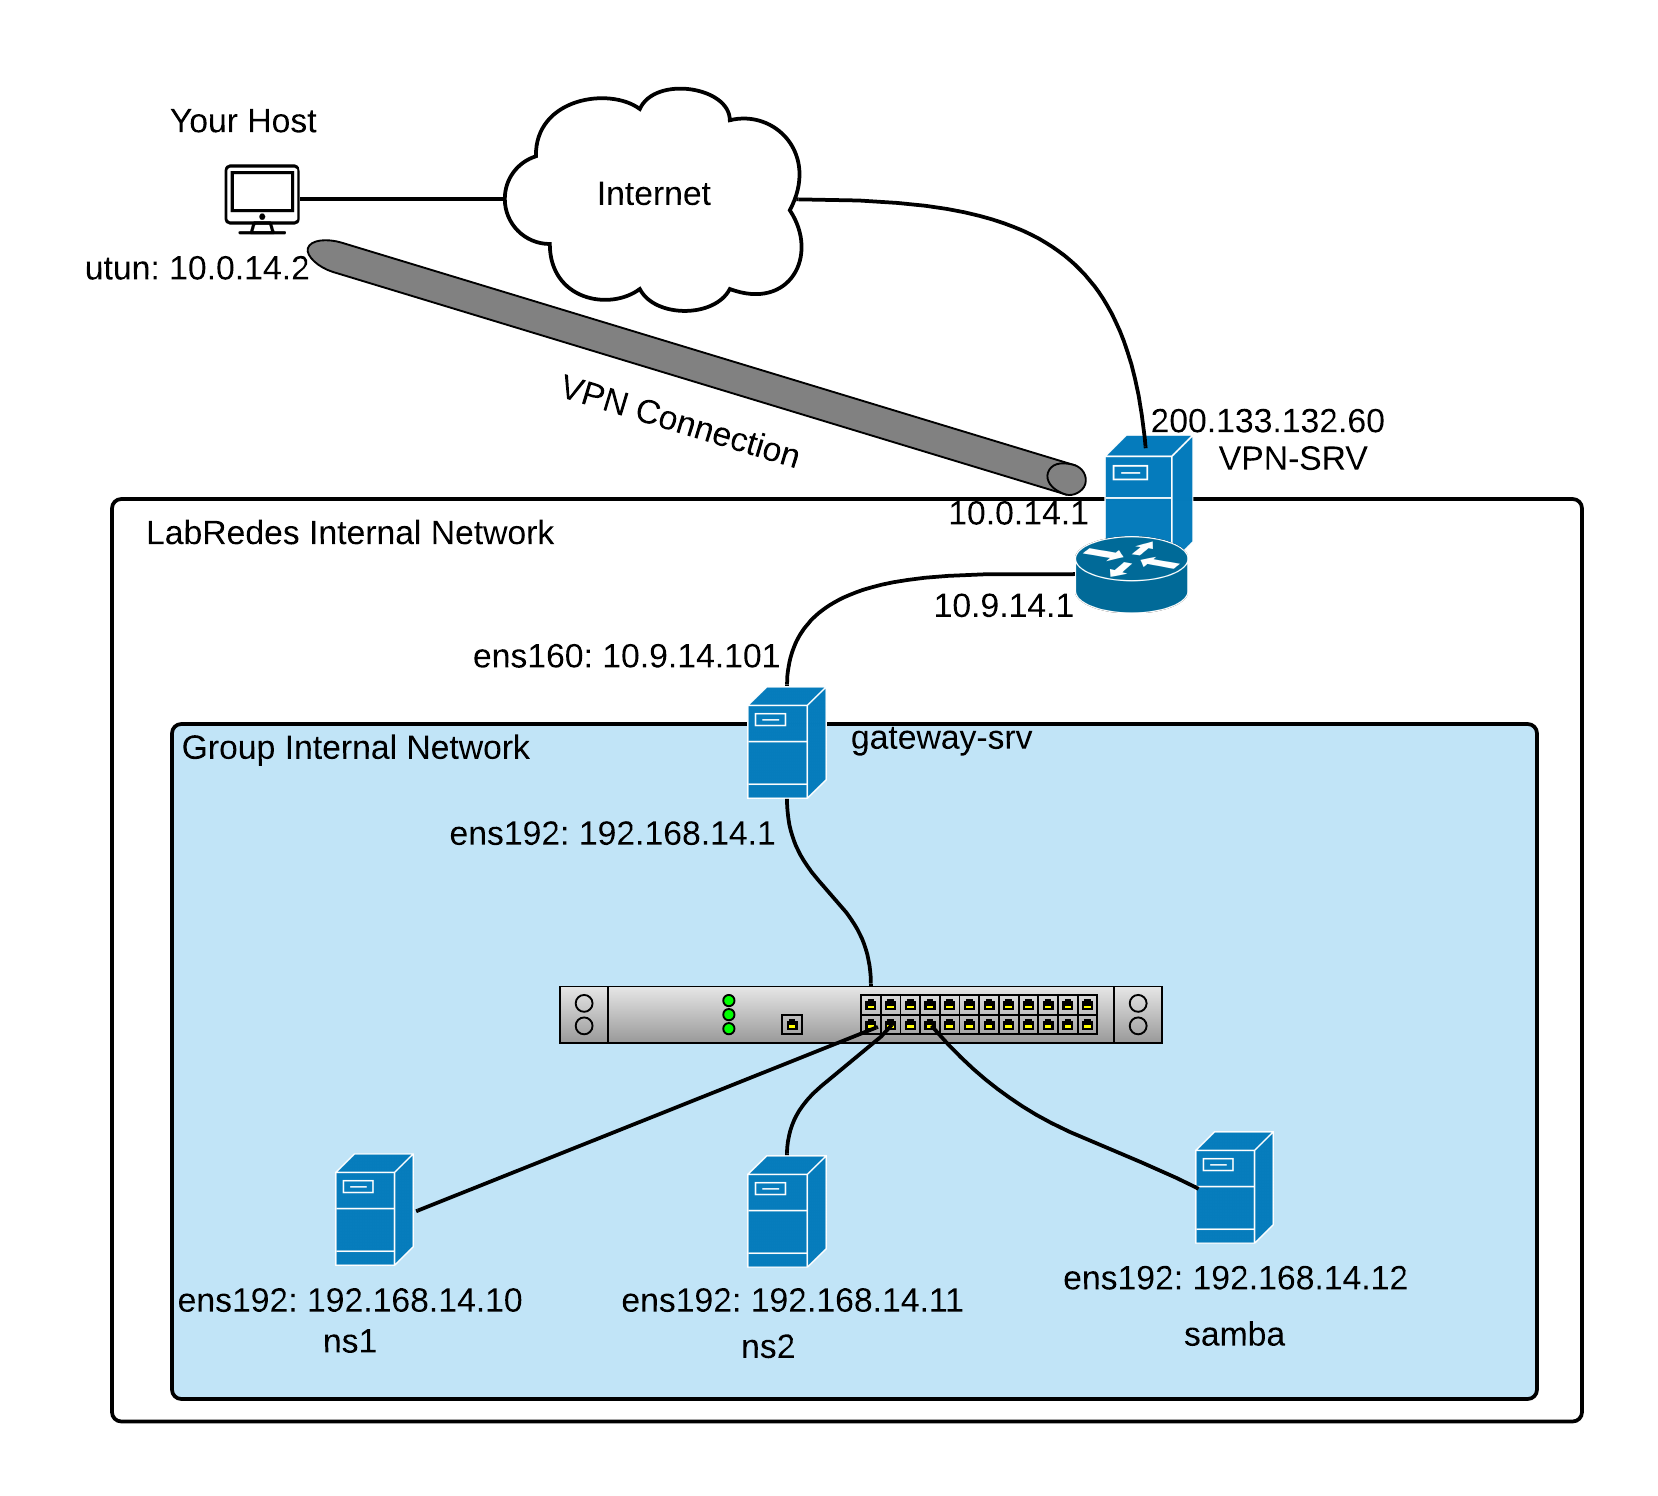 Your Host
Internet
utun: 10.0.14.2
VPN Connection
200.133.132.60
VPN-SRV
10.0.14.1
LabRedes Internal Network
10.9.14.1
ens160: 10.9.14.101
gateway-srv
Group Internal Network
ens192: 192.168.14.1
ens192: 192.168.14.10
ns1
ens192: 192.168.14.11
ns2
ens192: 192.168.14.12
samba